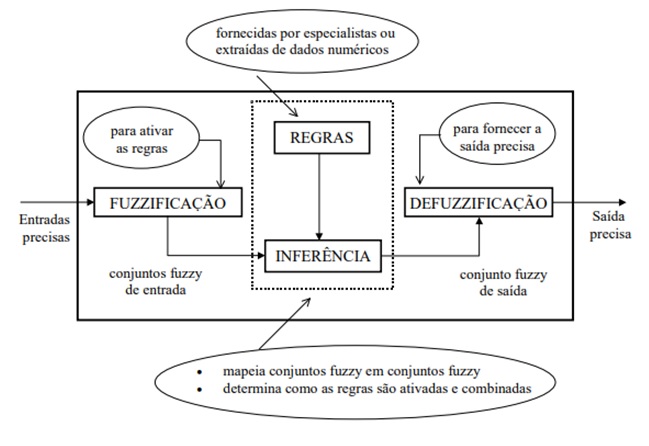 fornecidas por especialistas ou
extraídas de dados numéricos
para ativar
as regras
REGRAS
para fornecer a
saída precisa
Entradas
precisas
FUZZIFICAÇÃO
DEFUZZIFICAÇÃO
Saída
precisa
INFERÊNCIA
conjuntos fuzzy
de entrada
conjunto fuzzy
de saída
• mapeia conjuntos fuzzy em conjuntos fuzzy
• determina como as regras são ativadas e combinadas